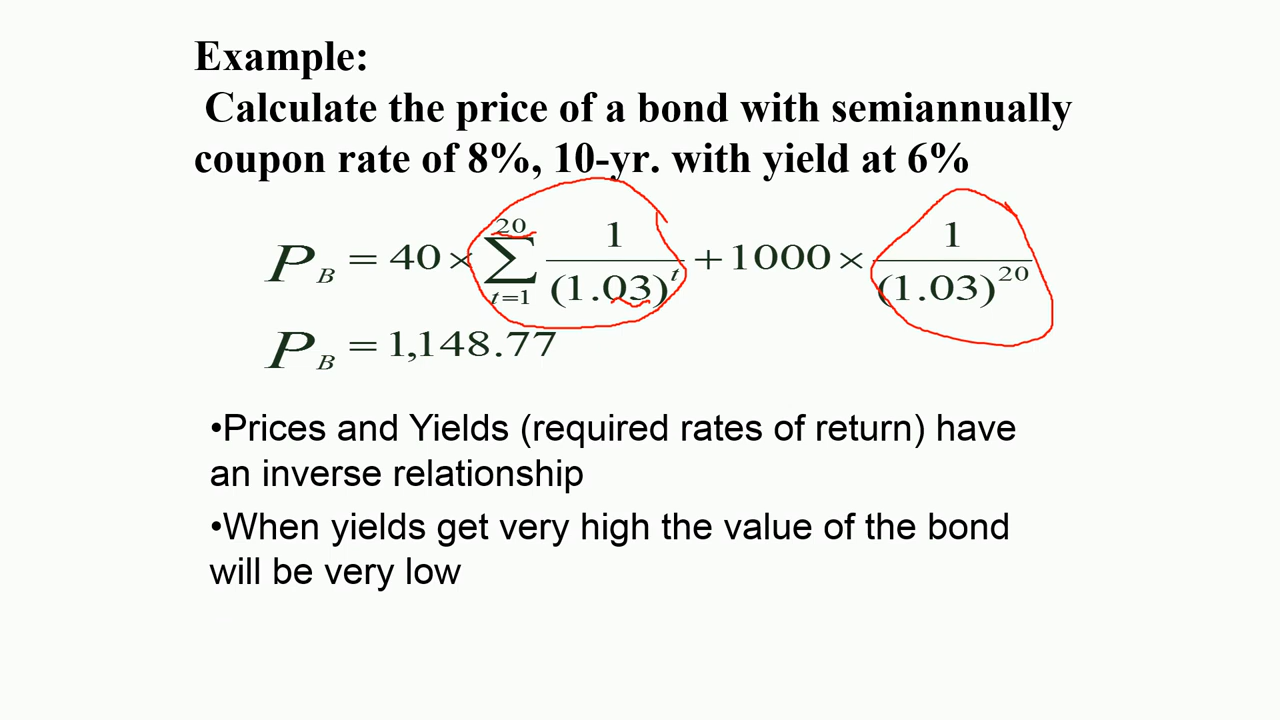 Example:
Calculate the price of a bond with semiannually
coupon rate of 8%, 10-yr. with yield at 6%
P_B = 40 × \sum_{t=1}^{20} \frac{1}{(1.03)^t} + 1000 × \frac{1}{(1.03)^{20}}
P_B = 1,148.77
•Prices and Yields (required rates of return) have
an inverse relationship
•When yields get very high the value of the bond
will be very low